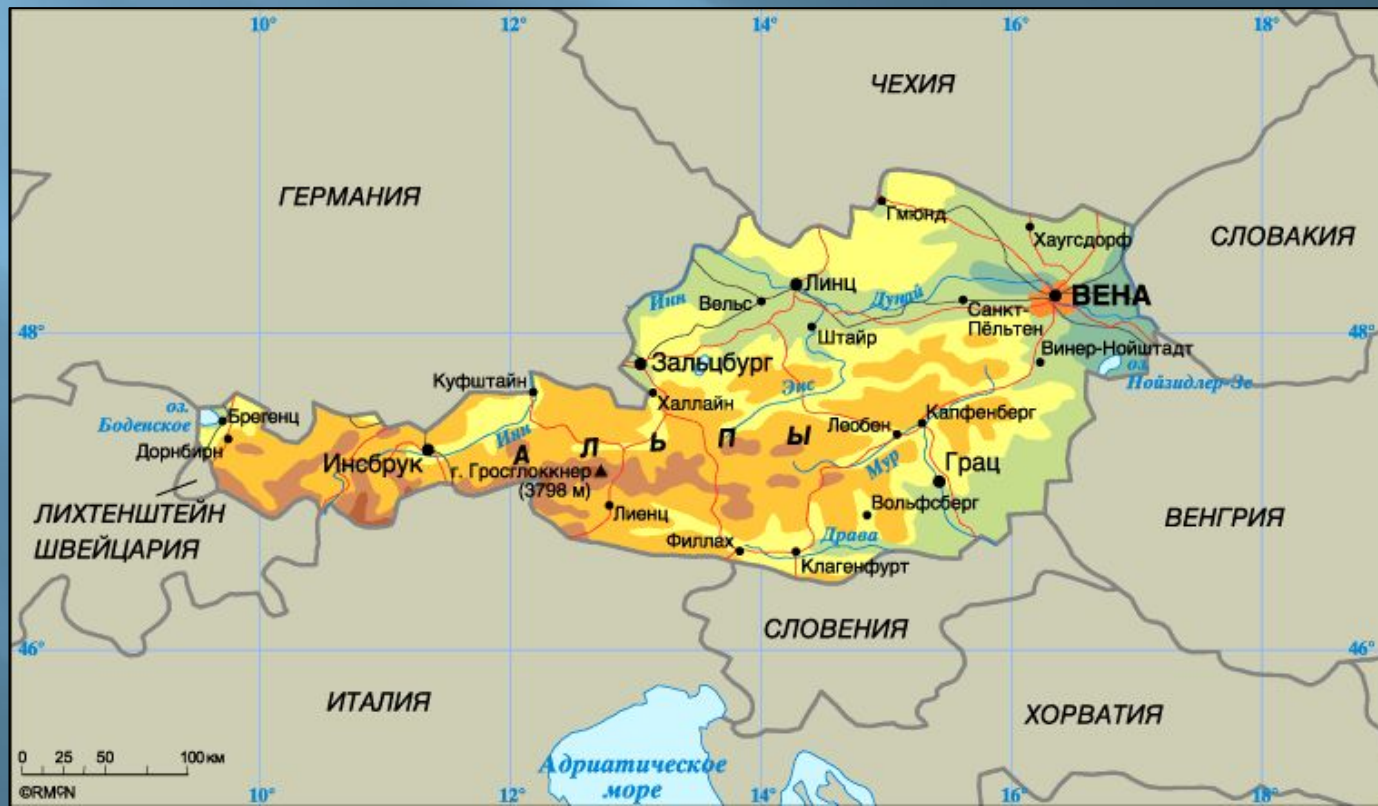 10°
12°
14°
16°
18°
ЧЕХИЯ
ГЕРМАНИЯ
Гмюнд
Хаугсдорф
СЛОВАКИЯ
Линц
Инн
Вельс
Дунай
ВЕНА
Санкт-
Пёльтен
48°
48°
Штайр
Винер-Нойштадт
оз.
Нойзидлер-Зе
Зальцбург
Куфштайн
Энс
Халлайн
оз.
Боденское
Брегенц
Капфенберг
Леобен
Дорнбирн
Инн
АЛЬПЫ
Инсбрук
г. Гросглоккнер
(3798 м)
Мур
Грац
Лиенц
Вольфсберг
ЛИХТЕНШТЕЙН
ШВЕЙЦАРИЯ
ВЕНГРИЯ
Филлах
Драва
Клагенфурт
СЛОВЕНИЯ
46°
46°
ИТАЛИЯ
ХОРВАТИЯ
0 25 50 100 км
Адриатическое
море
©RMcN
10°
12°
14°
16°
18°